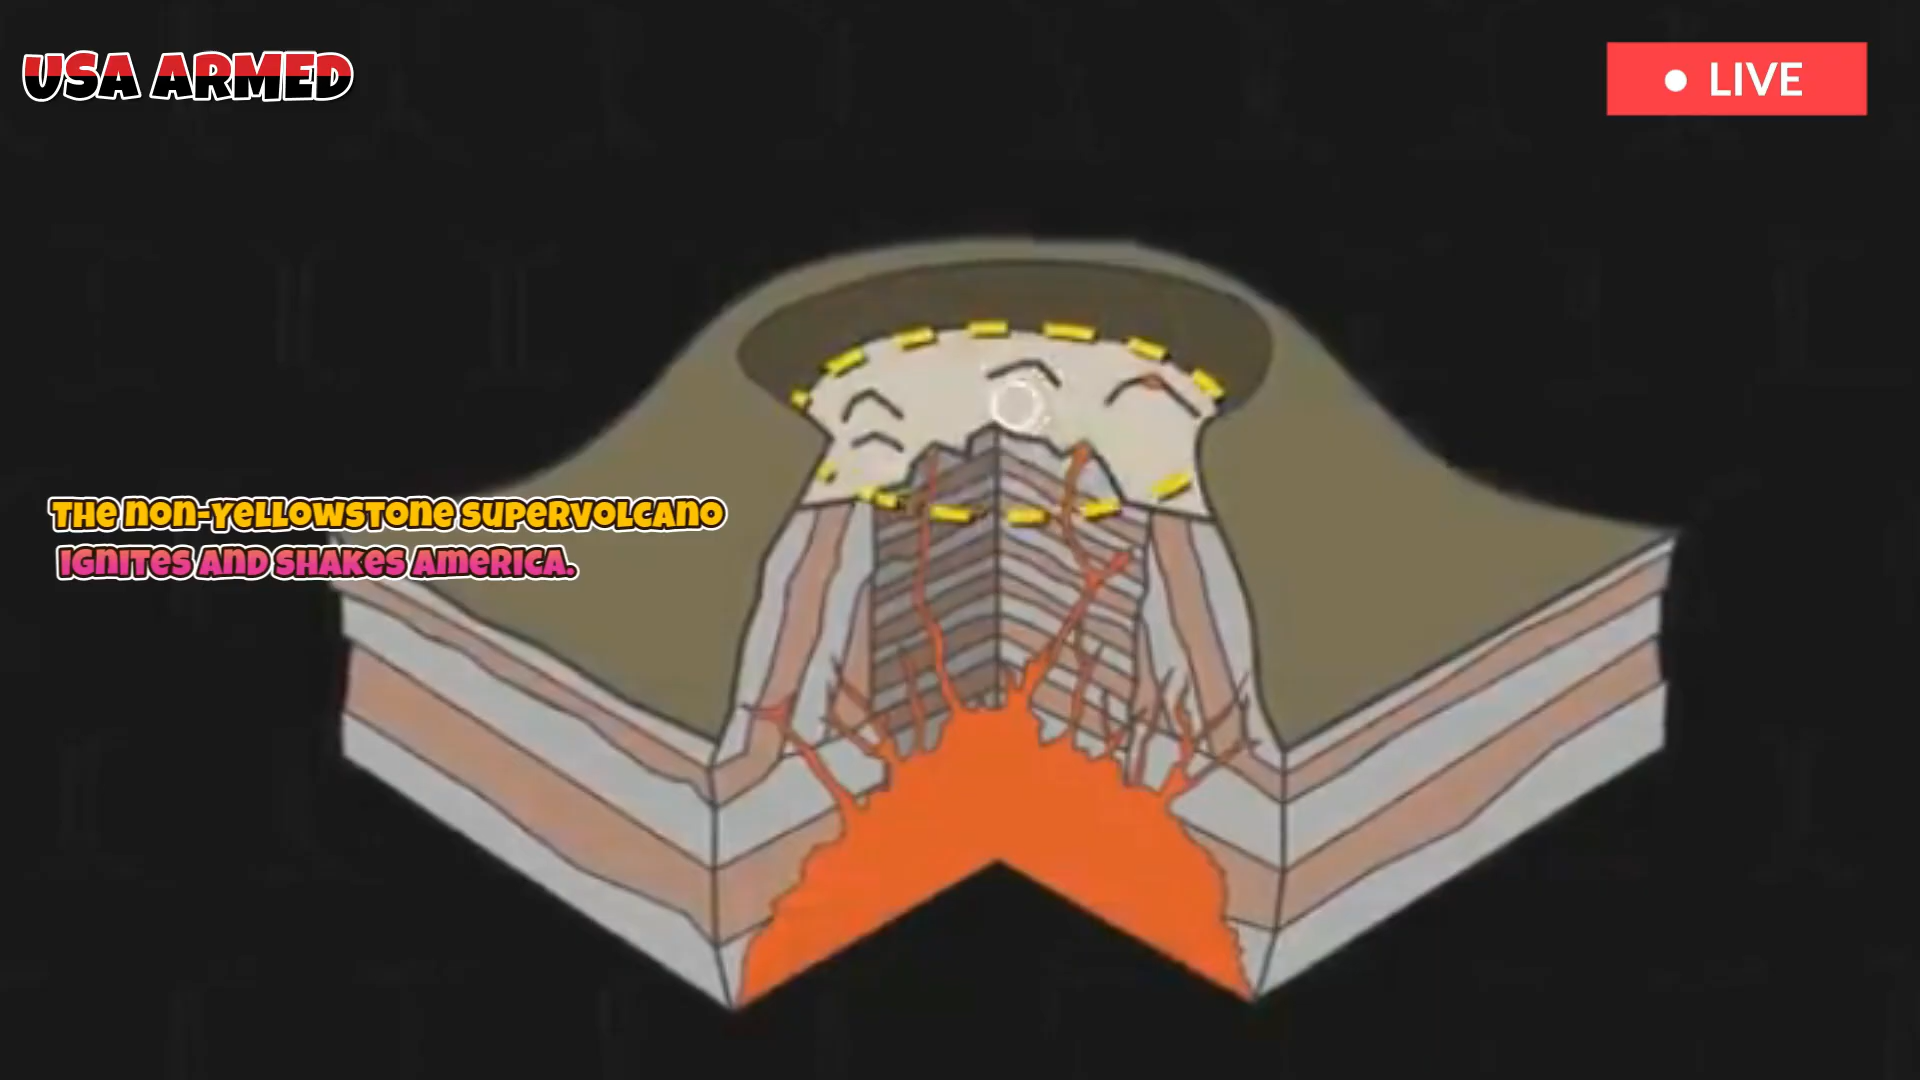 USA ARMED
LIVE
THE NON-YELLOWSTONE SUPERVOLCANO
IGNITES AND SHAKES AMERICA.